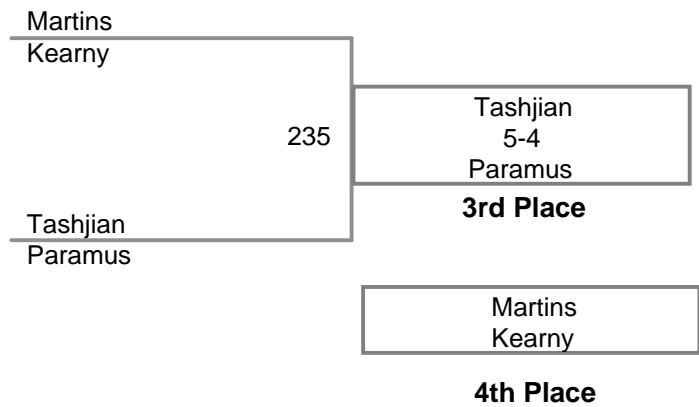 Martins
Kearny
235
Tashjian
5-4
Paramus
3rd Place
Tashjian
Paramus
Martins
Kearny
4th Place